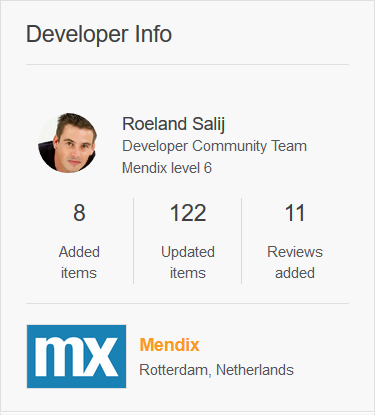 Developer Info
Roeland Salij
Developer Community Team
Mendix level 6
8 122 11
Added Updated Reviews
items items added
mx
Mendix
Rotterdam, Netherlands